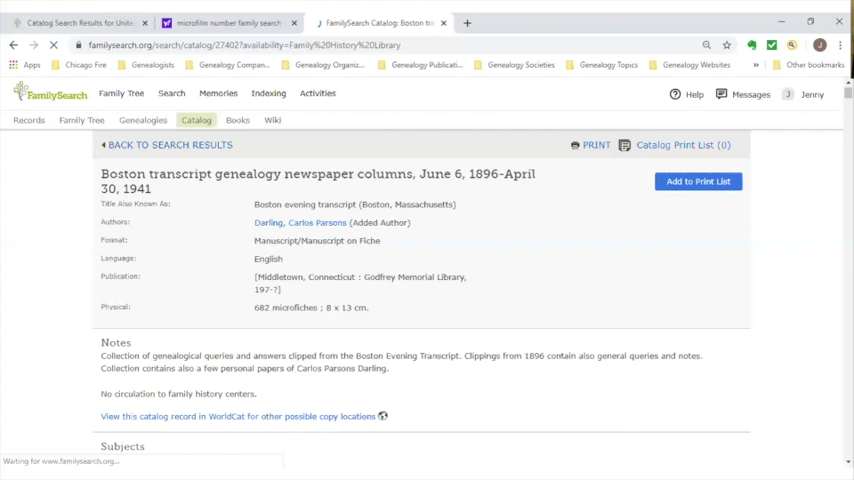 Catalog Search Results for Unite
microfilm number family search
FamilySearch Catalog: Boston tra
familysearch.org/search/catalog/27402?availability=Family%20History%20Library
Apps Chicago Fire Genealogists Genealogy Compan... Genealogy Organiz... Genealogy Publicati... Genealogy Societies Genealogy Topics Genealogy Websites » Other bookmarks
FamilySearch Family Tree Search Memories Indexing Activities Help Messages J Jenny
Records Family Tree Genealogies Catalog Books Wiki
BACK TO SEARCH RESULTS PRINT Catalog Print List (0)
Boston transcript genealogy newspaper columns, June 6, 1896-April
30, 1941
Add to Print List
Title Also Known As: Boston evening transcript (Boston, Massachusetts)
Authors: Darling, Carlos Parsons (Added Author)
Format: Manuscript/Manuscript on Fiche
Language: English
Publication: [Middletown, Connecticut : Godfrey Memorial Library,
197-?]
Physical: 682 microfiches ; 8 x 13 cm.
Notes
Collection of genealogical queries and answers clipped from the Boston Evening Transcript. Clippings from 1896 contain also general queries and notes.
Collection contains also a few personal papers of Carlos Parsons Darling.
No circulation to family history centers.
View this catalog record in WorldCat for other possible copy locations
Subjects
Waiting for www.familysearch.org...